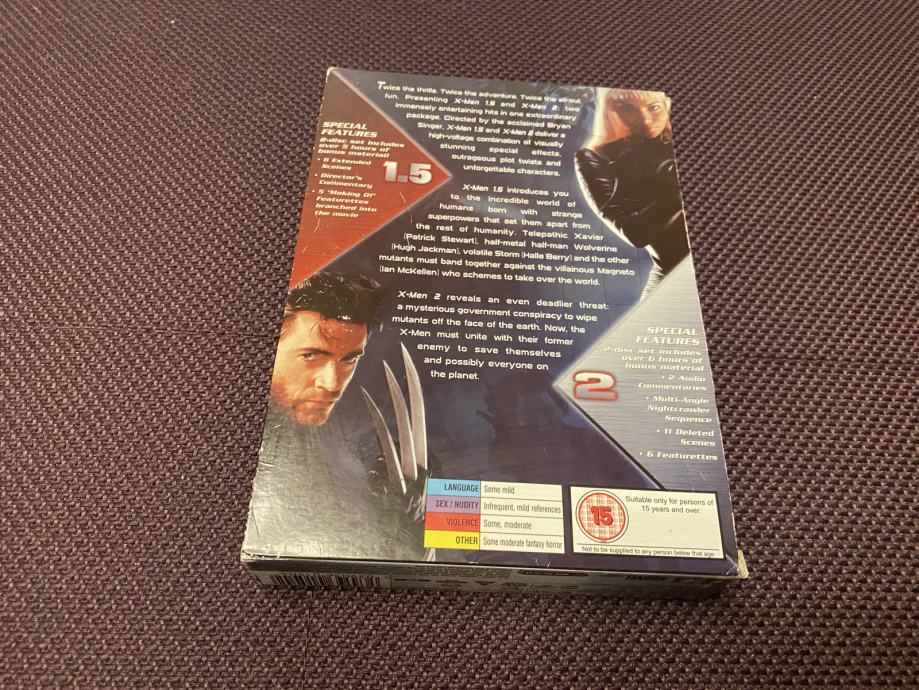 Twice the thrills. Twice the adventure. Twice the all-out
fun. Presenting X-Men 1.5 and X-Men 2: two
immensely entertaining hits in one extraordinary
package. Directed by the acclaimed Bryan
Singer, X-Men 1.5 and X-Men 2 deliver a
high-voltage combination of visually
stunning special effects,
outrageous plot twists and
unforgettable characters.
SPECIAL
FEATURES
2-disc set includes
over 5 hours of
bonus material!
• 6 Extended
Scenes
• Director's
Commentary
• 5 'Making Of'
Featurettes
branched into
the movie
1.5
X-Men 1.5 introduces you
to the incredible world of
humans born with strange
superpowers that set them apart from
the rest of humanity. Telepathic Xavier
(Patrick Stewart), half-metal half-man Wolverine
(Hugh Jackman), volatile Storm (Halle Berry) and the other
mutants must band together against the villainous Magneto
(Ian McKellen) who schemes to take over the world.
X-Men 2 reveals an even deadlier threat:
a mysterious government conspiracy to wipe
mutants off the face of the earth. Now, the
X-Men must unite with their former
enemy to save themselves
and possibly everyone on
the planet.
2
SPECIAL
FEATURES
2-disc set includes
over 6 hours of
bonus material
• 2 Audio
Commentaries
• Multi-Angle
Nightcrawler
Sequence
• 11 Deleted
Scenes
• 6 Featurettes
LANGUAGE Some mild
SEX / NUDITY Infrequent, mild references
VIOLENCE Some, moderate
OTHER Some moderate fantasy horror
15
Suitable only for persons of
15 years and over
Not to be supplied to any person below that age